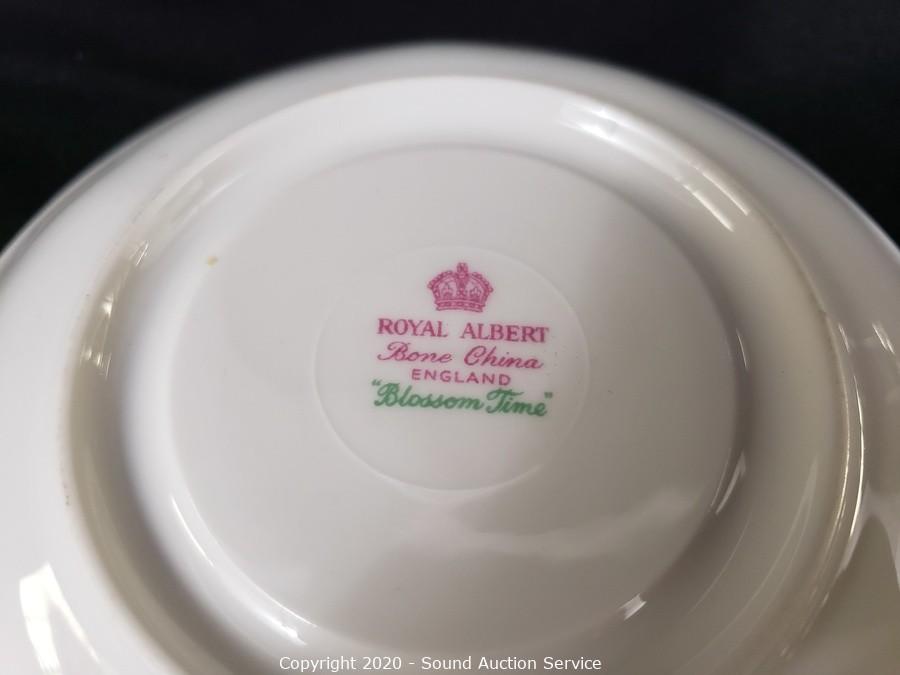 ROYAL ALBERT
Bone China
ENGLAND
"Blossom Time"
Copyright 2020 - Sound Auction Service